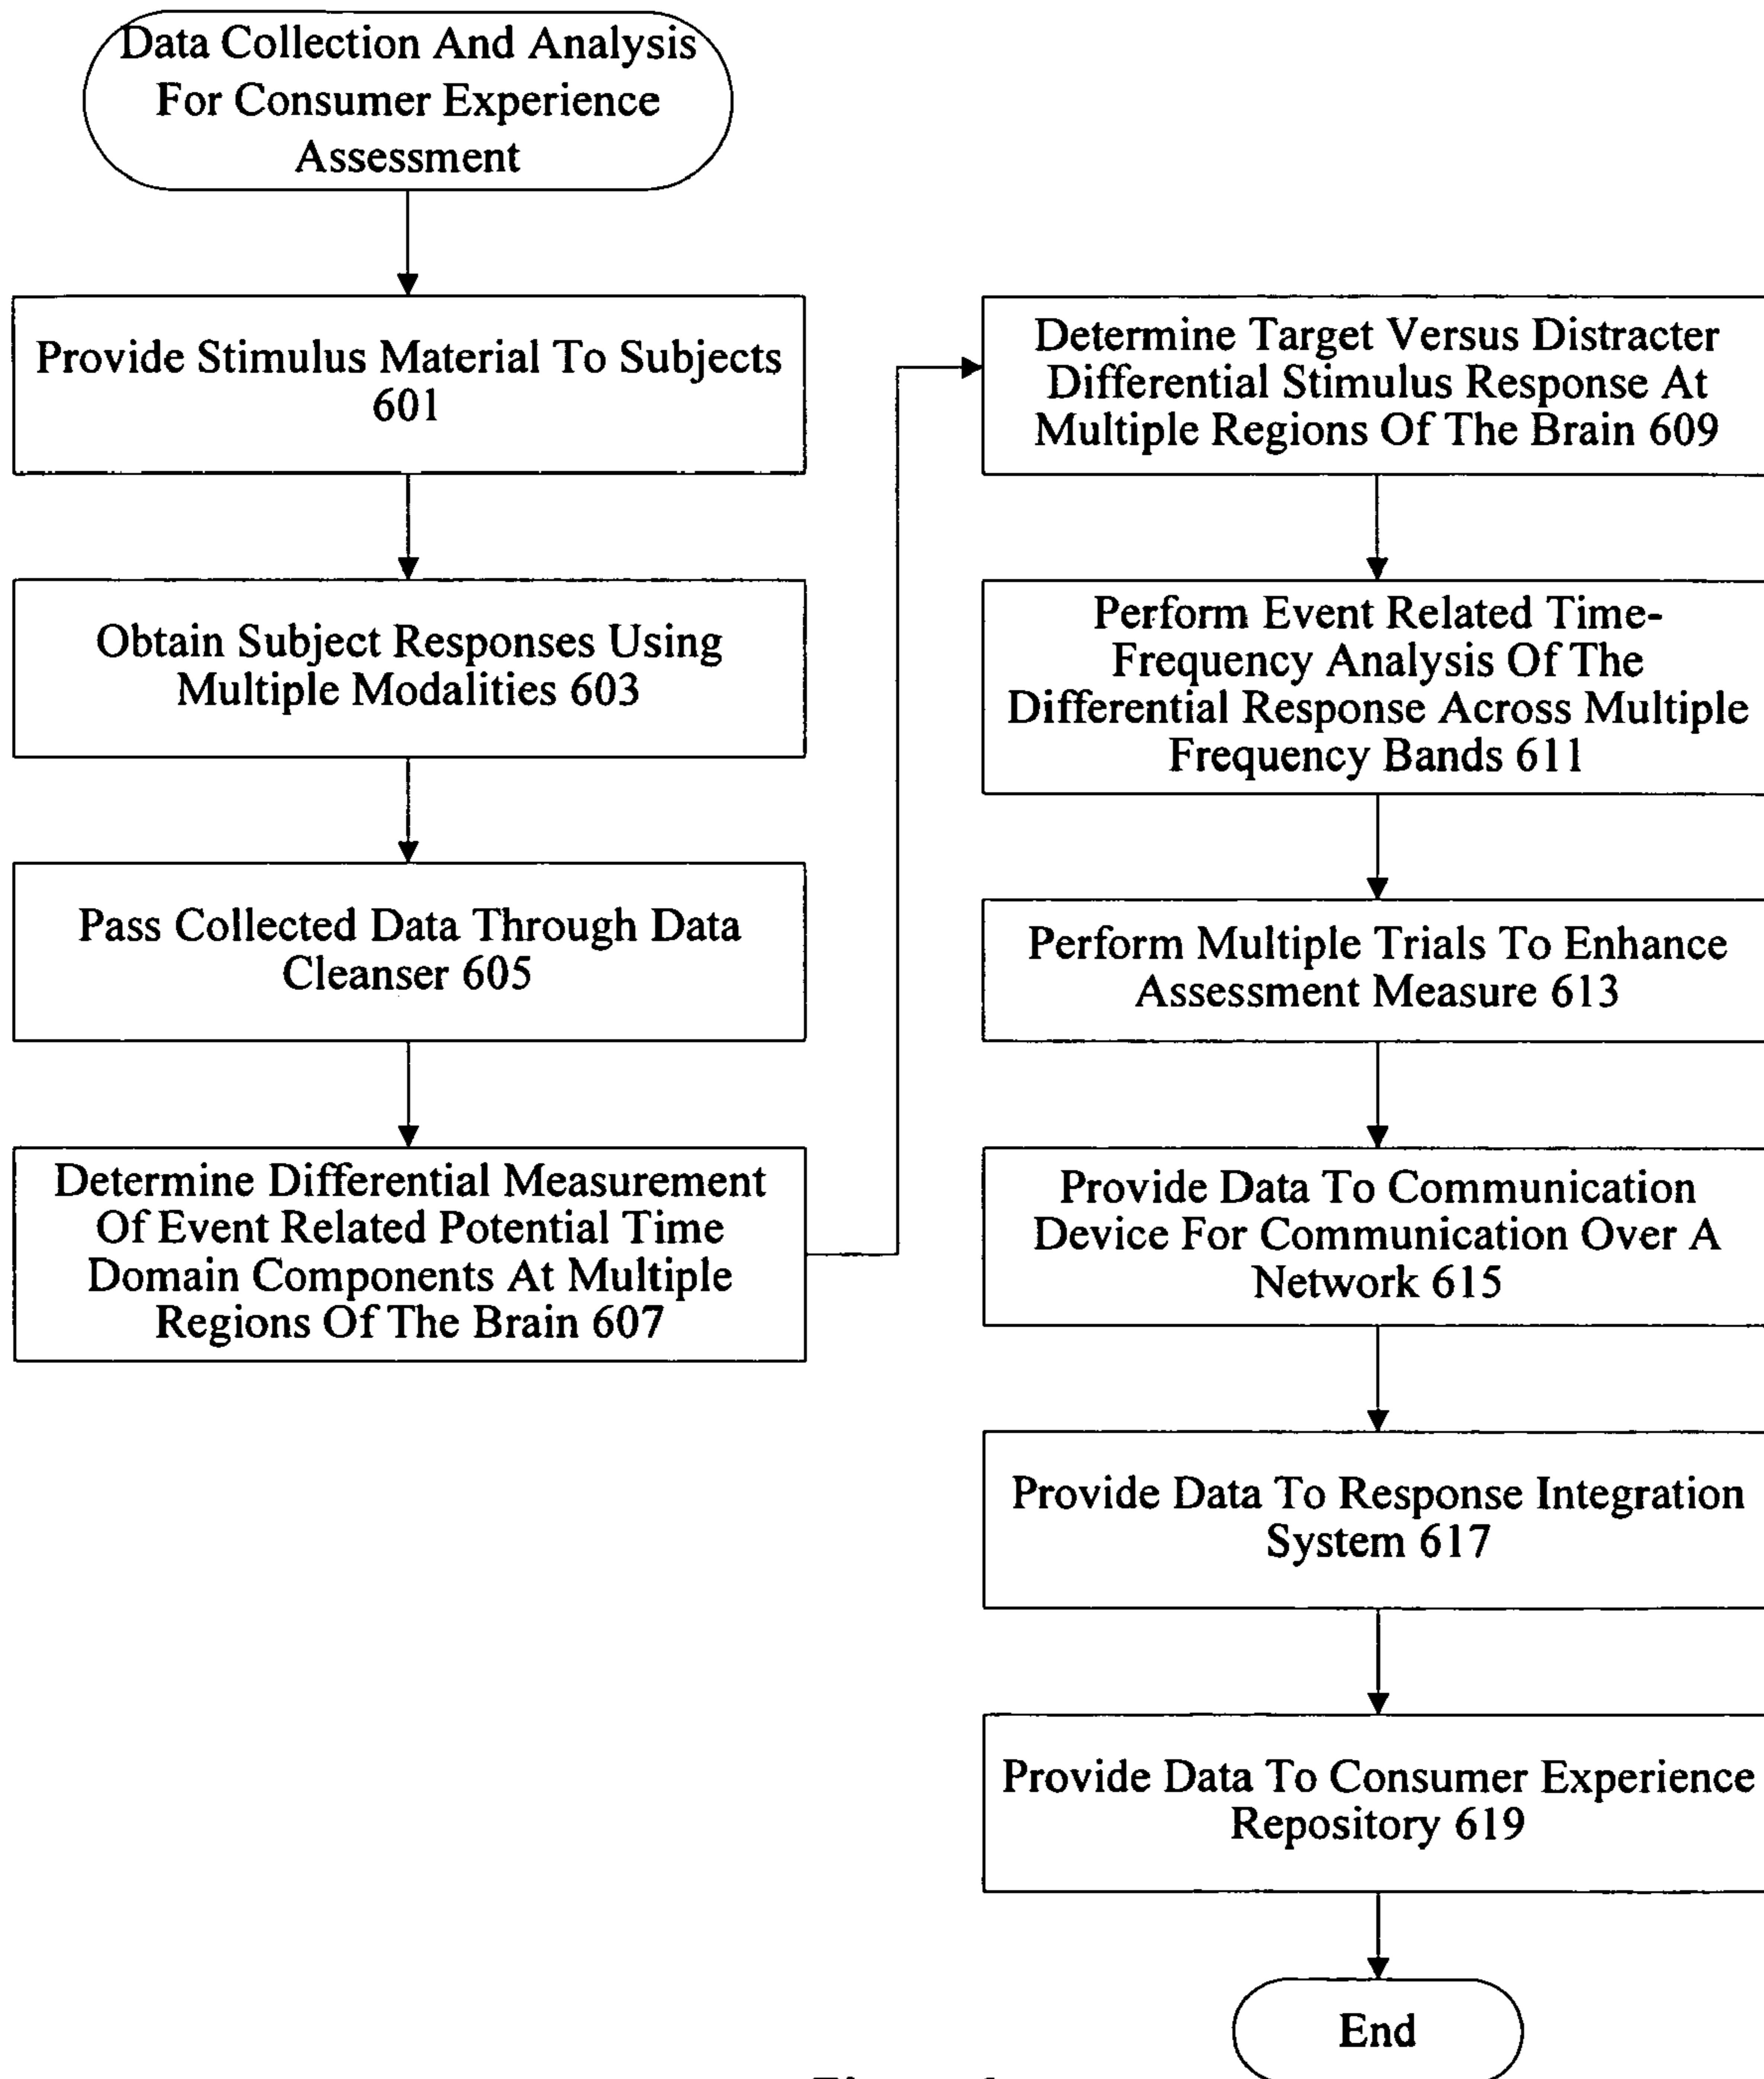 Data Collection And Analysis
For Consumer Experience
Assessment
Provide Stimulus Material To Subjects
601
Obtain Subject Responses Using
Multiple Modalities 603
Pass Collected Data Through Data
Cleanser 605
Determine Differential Measurement
Of Event Related Potential Time
Domain Components At Multiple
Regions Of The Brain 607
Determine Target Versus Distracter
Differential Stimulus Response At
Multiple Regions Of The Brain 609
Perform Event Related Time-
Frequency Analysis Of The
Differential Response Across Multiple
Frequency Bands 611
Perform Multiple Trials To Enhance
Assessment Measure 613
Provide Data To Communication
Device For Communication Over A
Network 615
Provide Data To Response Integration
System 617
Provide Data To Consumer Experience
Repository 619
End